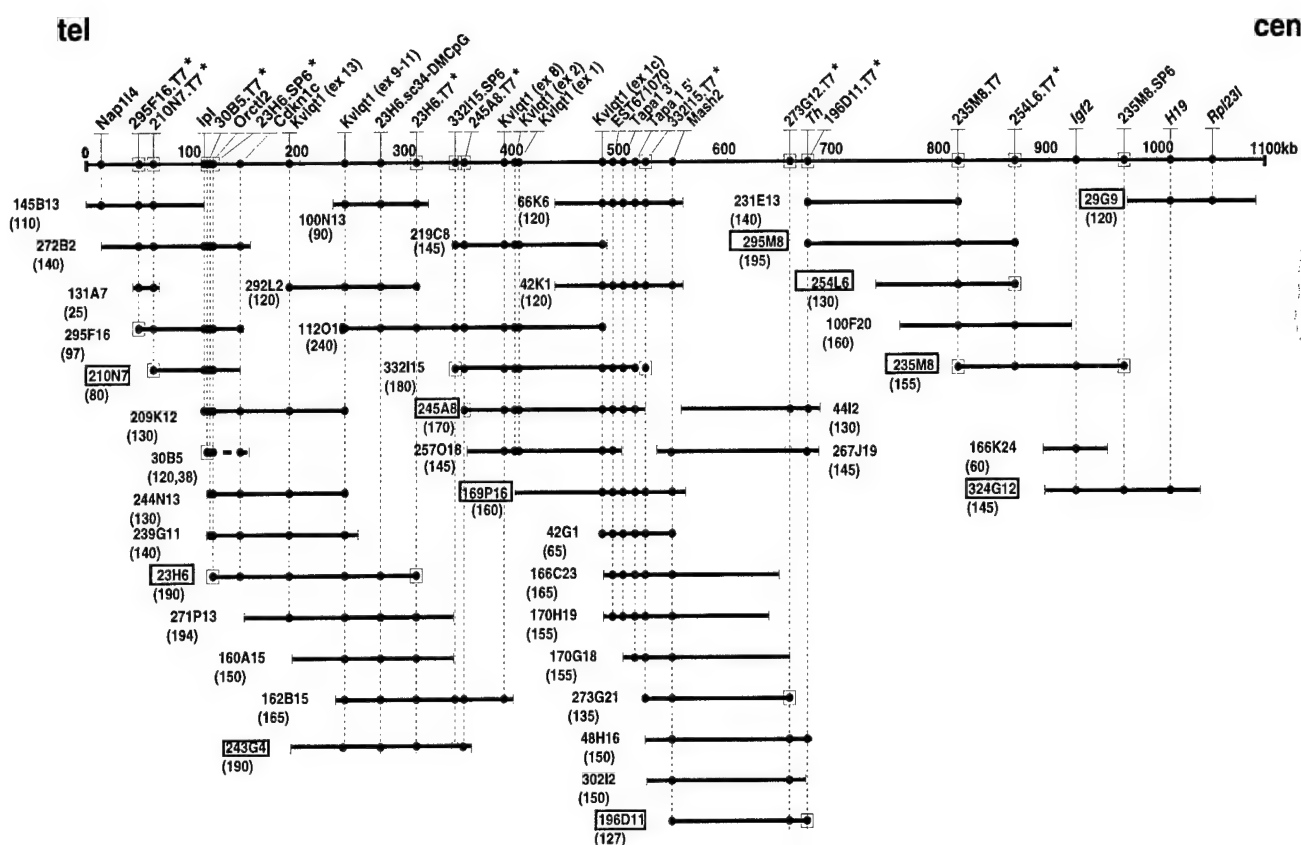 tel
cen
Nap1l4
295F16.T7*
210N7.T7*
Ipl
30B5.T7*
Orctl2
23H6.SP6*
Cdkn1c
Kvlqt1 (ex 13)
Kvlqt1 (ex 9-11)
23H6.sc34-DMCpG
23H6.T7*
332I15.SP6
245A8.T7*
Kvlqt1 (ex 8)
Kvlqt1 (ex 2)
Kvlqt1 (ex 1)
Kvlqt1 (ex 1c)
EST671070
Tapa1 3'
Tapa 1 5'
332I15.T7*
Mash2
273G12.T7*
Th
196D11.T7*
235M8.T7
254L6.T7*
Igf2
235M8.SP6
H19
Rpl23l
0 100 200 300 400 500 600 700 800 900 1000 1100kb
145B13
(110)
272B2
(140)
131A7
(25)
295F16
(97)
210N7
(80)
209K12
(130)
30B5
(120,38)
244N13
(130)
239G11
(140)
23H6
(190)
271P13
(194)
160A15
(150)
162B15
(165)
243G4
(190)
100N13
(90)
292L2
(120)
(240)
219C8
(145)
332I15
(180)
245A8
(170)
257O18
(145)
169P16
(160)
66K6
(120)
42K1
(120)
42G1
(65)
166C23
(165)
170H19
(155)
170G18
(155)
273G21
(135)
48H16
(150)
302I2
(150)
196D11
(127)
44I2
(130)
267J19
(145)
231E13
(140)
295M8
(195)
254L6
(130)
100F20
(160)
235M8
(155)
166K24
(60)
324G12
(145)
29G9
(120)